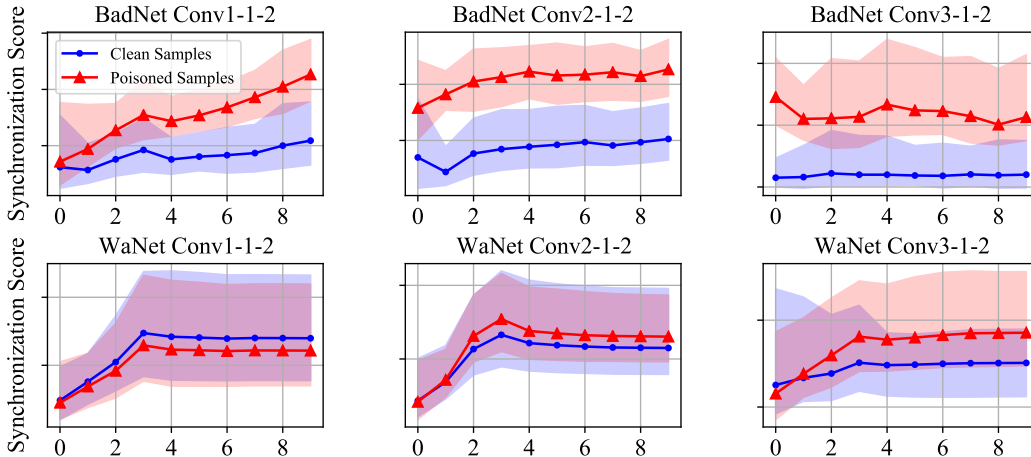 BadNet Conv1-1-2
BadNet Conv2-1-2
BadNet Conv3-1-2
Synchronization Score
Clean Samples
Poisoned Samples
0 2 4 6 8
0 2 4 6 8
0 2 4 6 8
WaNet Conv1-1-2
WaNet Conv2-1-2
WaNet Conv3-1-2
Synchronization Score
0 2 4 6 8
0 2 4 6 8
0 2 4 6 8